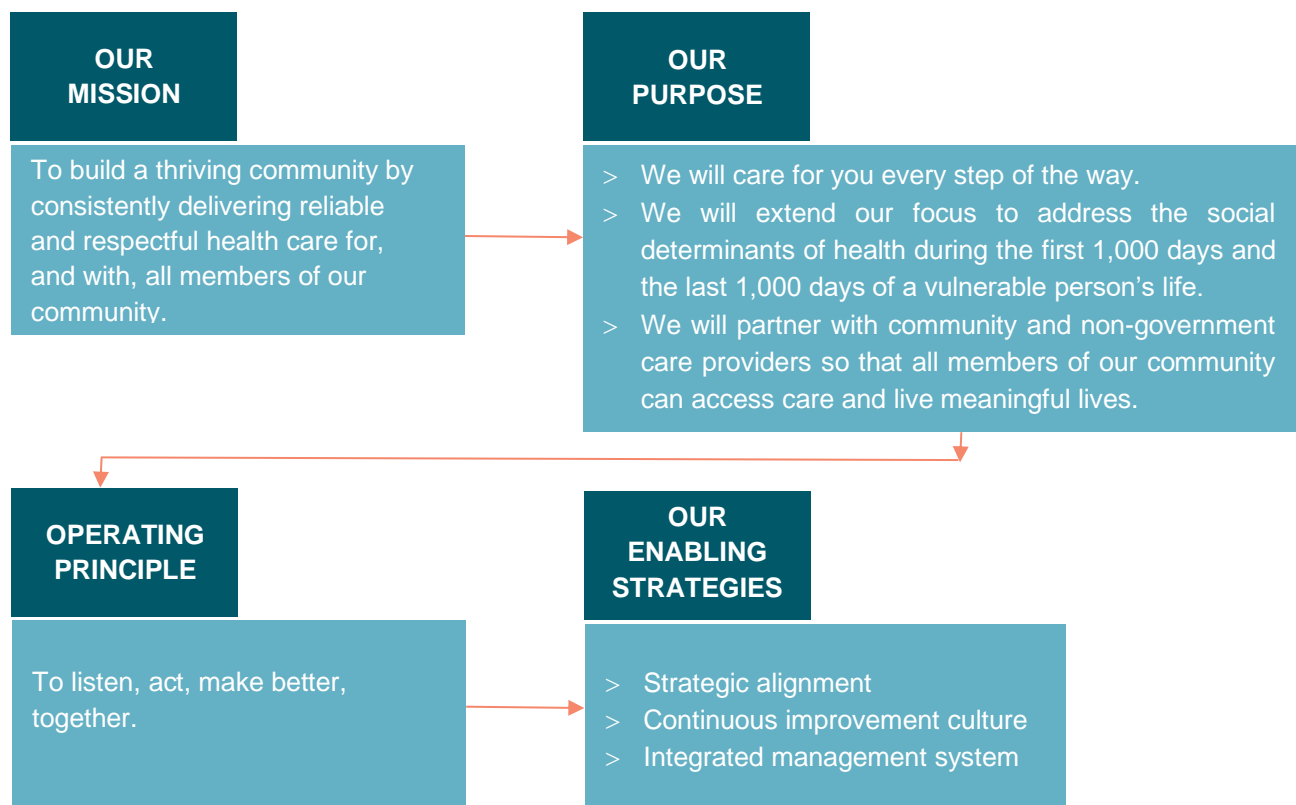 OUR
MISSION
To build a thriving community by
consistently delivering reliable
and respectful health care for,
and with, all members of our
community.
OUR
PURPOSE
> We will care for you every step of the way.
> We will extend our focus to address the social
determinants of health during the first 1,000 days and
the last 1,000 days of a vulnerable person’s life.
> We will partner with community and non-government
care providers so that all members of our community
can access care and live meaningful lives.
OPERATING
PRINCIPLE
To listen, act, make better,
together.
OUR
ENABLING
STRATEGIES
> Strategic alignment
> Continuous improvement culture
> Integrated management system